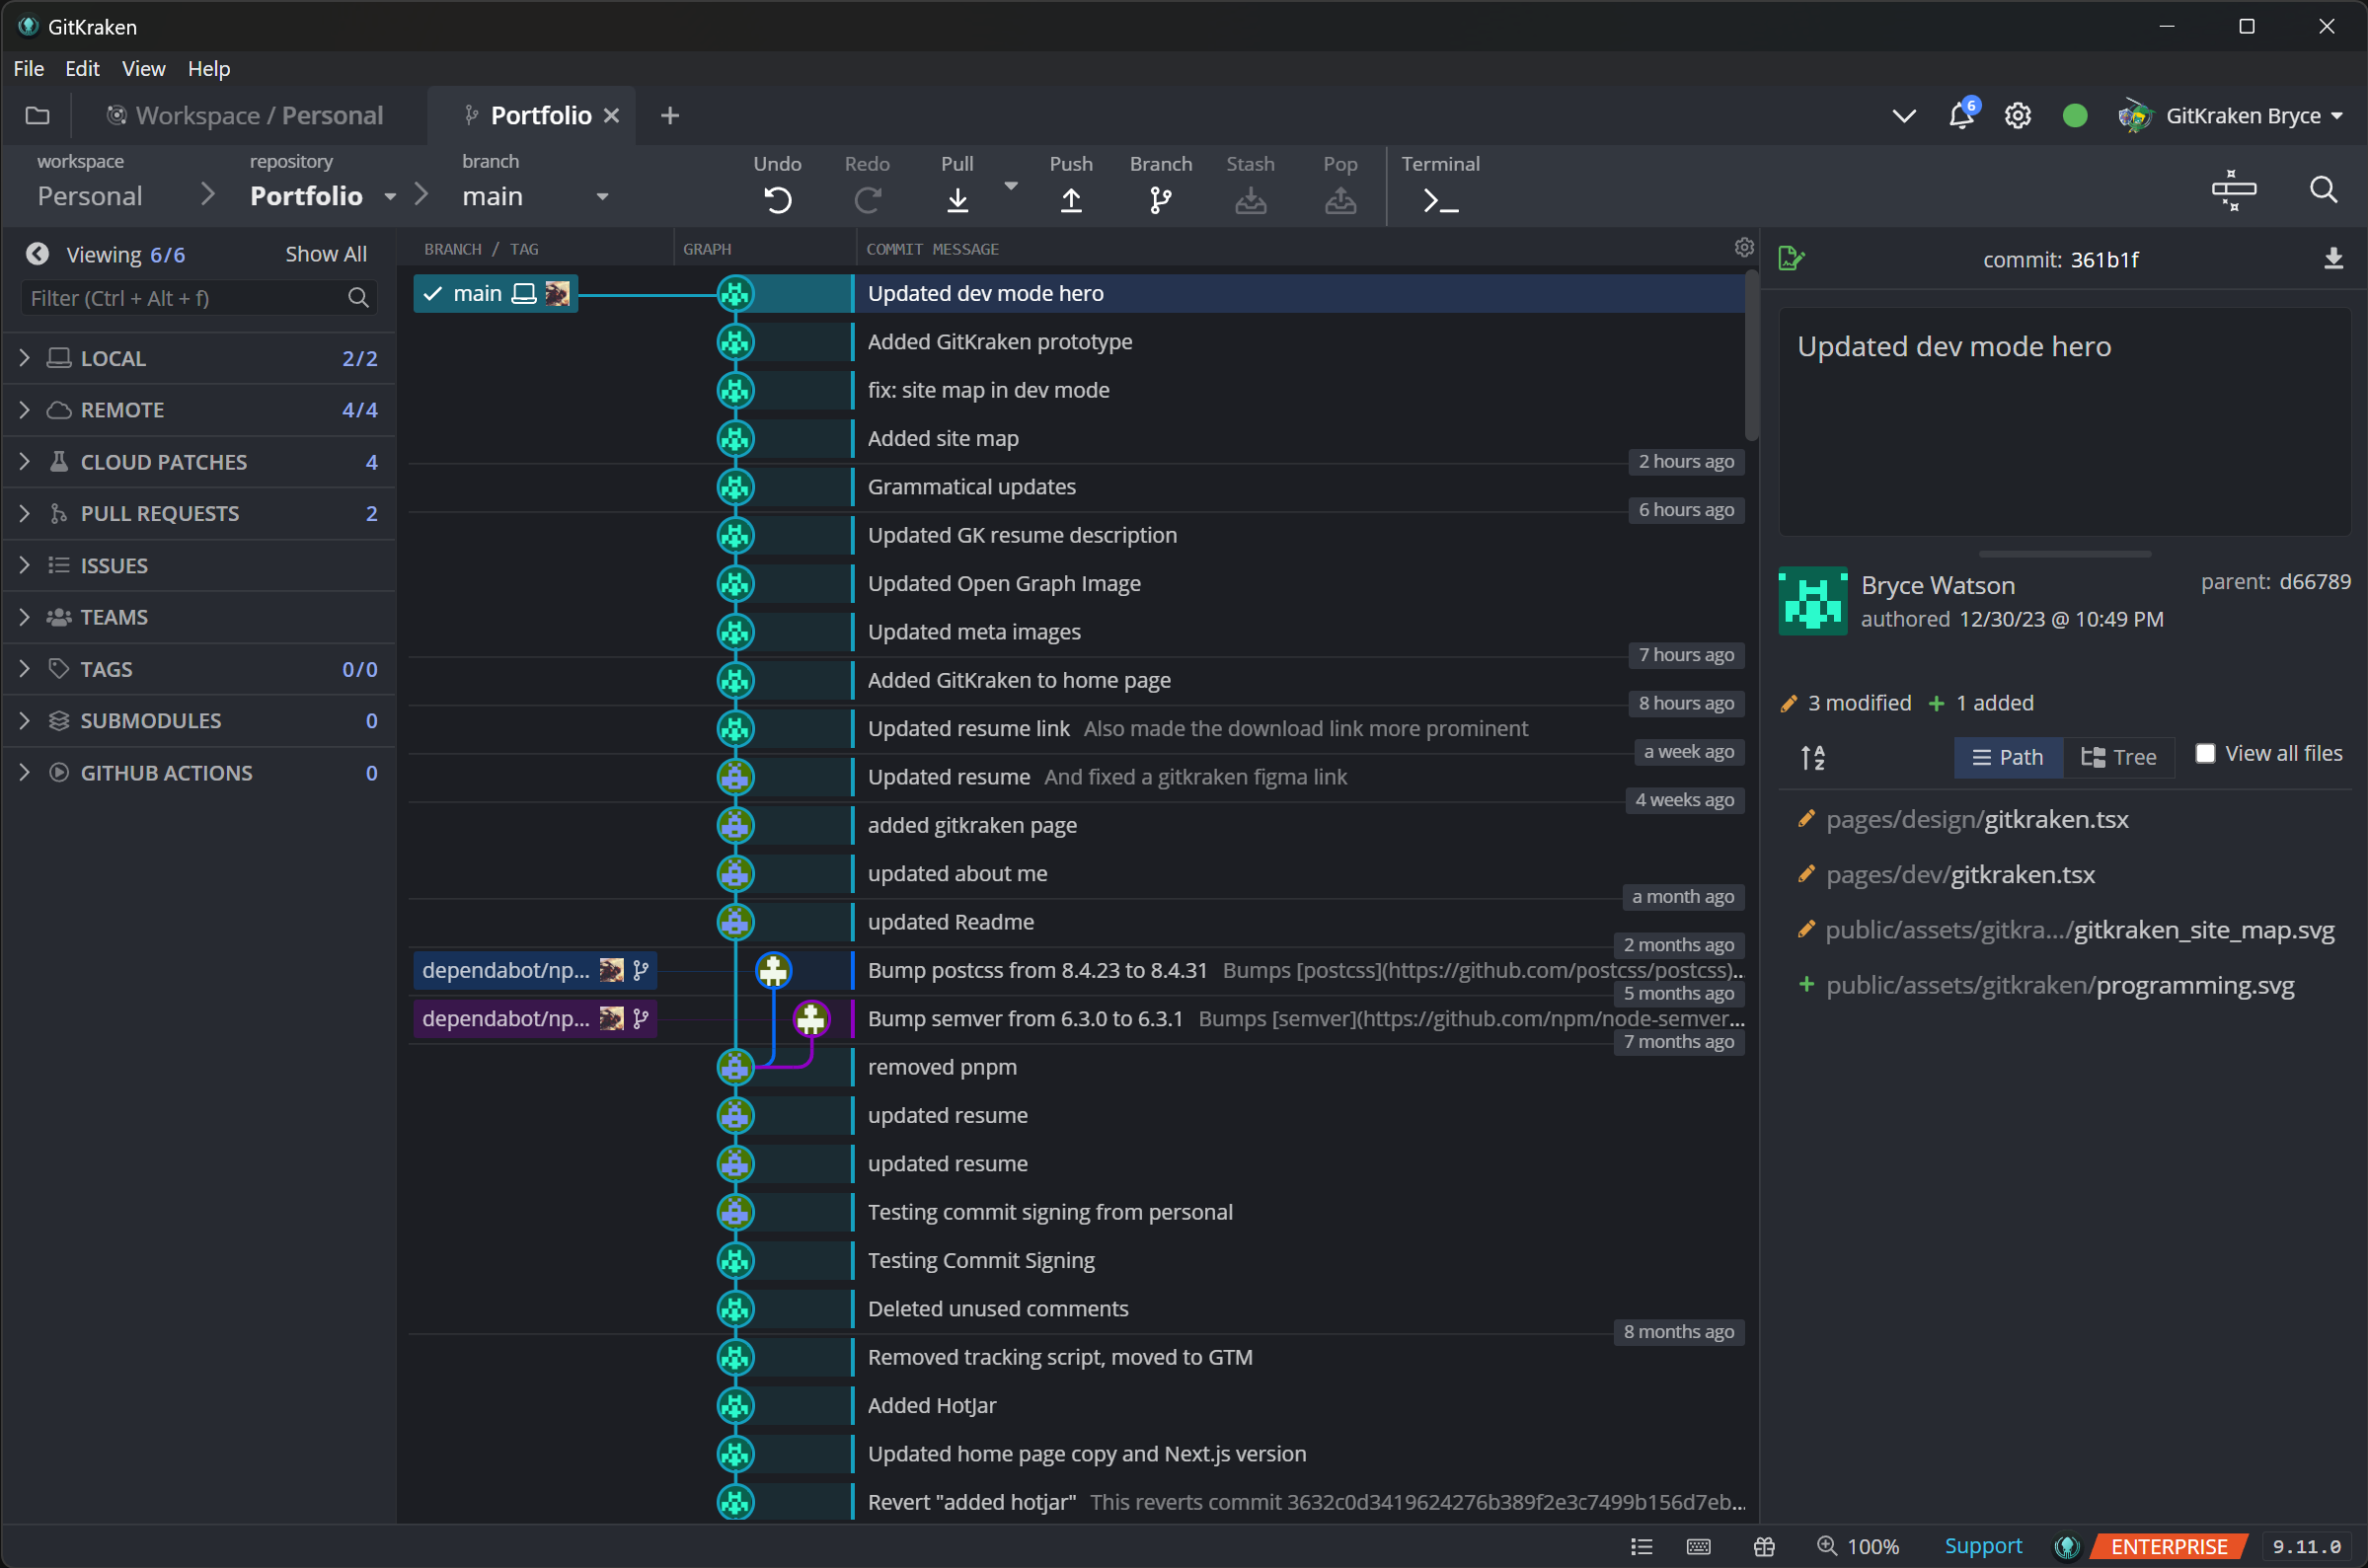 GitKraken
File Edit View Help
Workspace / Personal
Portfolio
6
GitKraken Bryce
workspace
Personal
repository
Portfolio
branch
main
Undo
Redo
Pull
Push
Branch
Stash
Pop
Terminal
Viewing 6/6 Show All
Filter (Ctrl + Alt + f)
LOCAL 2/2
REMOTE 4/4
CLOUD PATCHES 4
PULL REQUESTS 2
ISSUES
TEAMS
TAGS 0/0
SUBMODULES 0
GITHUB ACTIONS 0
BRANCH / TAG GRAPH COMMIT MESSAGE
main Updated dev mode hero
Added GitKraken prototype
fix: site map in dev mode
Added site map
2 hours ago
Grammatical updates
6 hours ago
Updated GK resume description
Updated Open Graph Image
Updated meta images
7 hours ago
Added GitKraken to home page
8 hours ago
Updated resume link Also made the download link more prominent
a week ago
Updated resume And fixed a gitkraken figma link
4 weeks ago
added gitkraken page
updated about me
a month ago
updated Readme
2 months ago
dependabot/np... Bump postcss from 8.4.23 to 8.4.31 Bumps [postcss](https://github.com/postcss/postcss)...
5 months ago
dependabot/np... Bump semver from 6.3.0 to 6.3.1 Bumps [semver](https://github.com/npm/node-semver...
7 months ago
removed pnpm
updated resume
updated resume
Testing commit signing from personal
Testing Commit Signing
Deleted unused comments
8 months ago
Removed tracking script, moved to GTM
Added HotJar
Updated home page copy and Next.js version
Revert "added hotjar" This reverts commit 3632c0d3419624276b389f2e3c7499b156d7eb...
commit: 361b1f
Updated dev mode hero
Bryce Watson
authored 12/30/23 @ 10:49 PM
parent: d66789
3 modified 1 added
A
Z
Path Tree View all files
pages/design/gitkraken.tsx
pages/dev/gitkraken.tsx
public/assets/gitkra.../gitkraken_site_map.svg
public/assets/gitkraken/programming.svg
100% Support ENTERPRISE 9.11.0